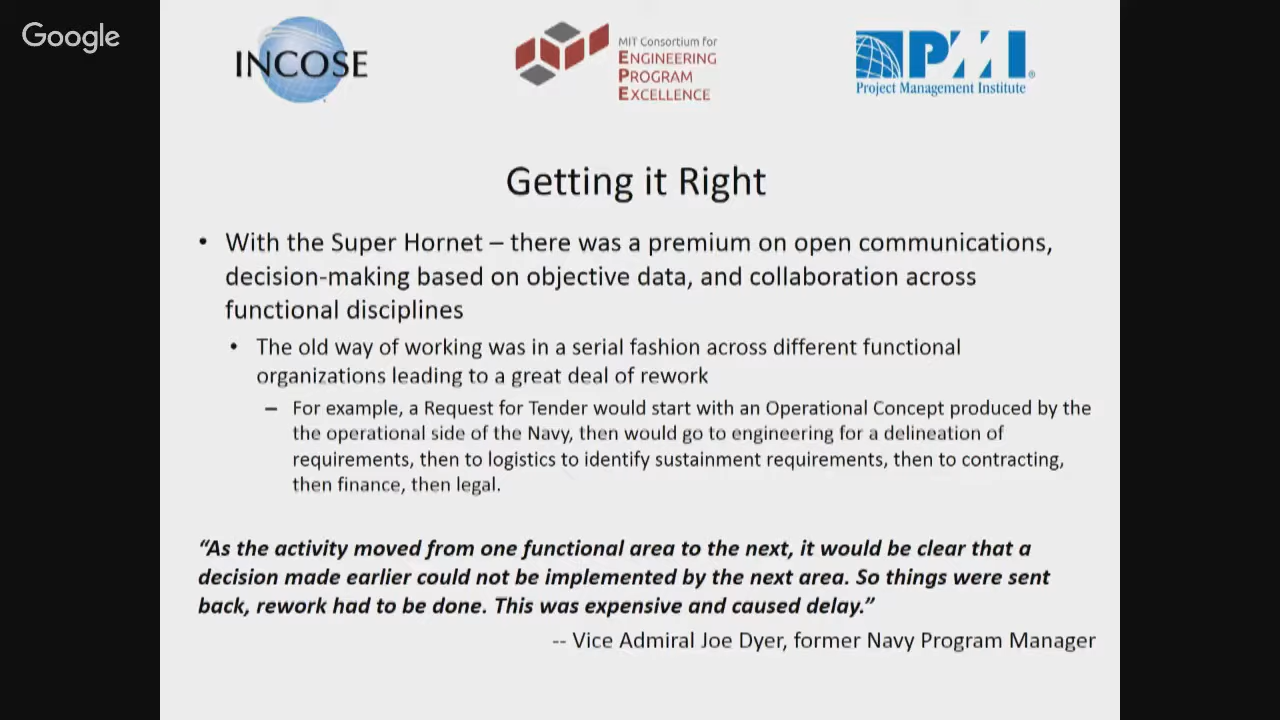 Google
INCOSE
MIT Consortium for
ENGINEERING
PROGRAM
EXCELLENCE
PMI®
Project Management Institute
Getting it Right
• With the Super Hornet – there was a premium on open communications,
decision-making based on objective data, and collaboration across
functional disciplines
• The old way of working was in a serial fashion across different functional
organizations leading to a great deal of rework
– For example, a Request for Tender would start with an Operational Concept produced by the
the operational side of the Navy, then would go to engineering for a delineation of
requirements, then to logistics to identify sustainment requirements, then to contracting,
then finance, then legal.
“As the activity moved from one functional area to the next, it would be clear that a
decision made earlier could not be implemented by the next area. So things were sent
back, rework had to be done. This was expensive and caused delay.”
-- Vice Admiral Joe Dyer, former Navy Program Manager